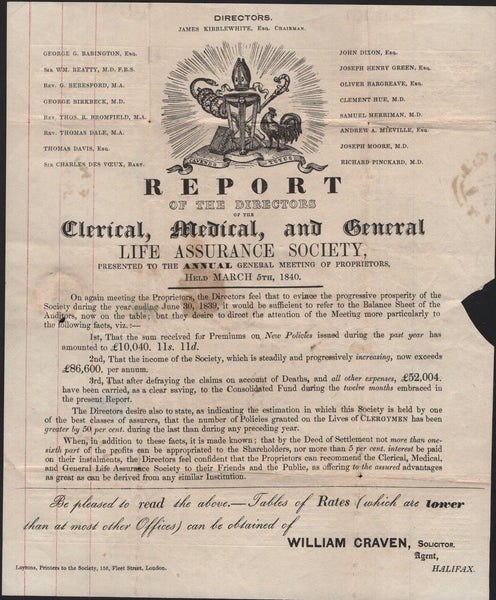 DIRECTORS.
JAMES KIBBLEWHITE, Esq. Chairman.
GEORGE G. BABINGTON, Esq.
Sir WM. BEATTY, M.D. F.R.S.
Rev. G. BERESFORD, M.A.
GEORGE BIRKBECK, M.D.
Rev. Thos. R. BROMFIELD, M.A.
Rev. THOMAS DALE, M.A.
THOMAS DAVIS, Esq.
Sir CHARLES DES VŒUX, Bart.
JOHN DIXON, Esq.
JOSEPH HENRY GREEN, Esq.
OLIVER HARGREAVE, Esq.
CLEMENT HUE, M.D.
SAMUEL MERRIMAN, M.D.
ANDREW A. MIEVILLE, Esq.
JOSEPH MOORE, M.D.
RICHARD PINCKARD, M.D.
REPORT
OF THE DIRECTORS
OF THE
Clerical, Medical, and General
LIFE ASSURANCE SOCIETY,
PRESENTED TO THE ANNUAL GENERAL MEETING OF PROPRIETORS,
Held MARCH 5th, 1840.
On again meeting the Proprietors, the Directors feel that to evince the progressive prosperity of the
Society during the year ending June 30, 1839, it would be sufficient to refer to the Balance Sheet of the
Auditors, now on the table; but they desire to direct the attention of the Meeting more particularly to
the following facts, viz.:—
1st, That the sum received for Premiums on New Policies issued during the past year has
amounted to £10,040. 11s. 11d.
2nd, That the income of the Society, which is steadily and progressively increasing, now exceeds
£86,600. per annum.
3rd, That after defraying the claims on account of Deaths, and all other expenses, £52,004.
have been carried, as a clear saving, to the Consolidated Fund during the twelve months embraced in
the present Report.
The Directors desire also to state, as indicating the estimation in which this Society is held by one
of the best classes of assurers, that the number of Policies granted on the Lives of Clergymen has been
greater by 50 per cent. during the last than during any preceding year.
When, in addition to these facts, it is made known; that by the Deed of Settlement not more than one-
sixth part of the profits can be appropriated to the Shareholders, nor more than 5 per cent. interest be paid
on their instalments, the Directors feel confident that the Proprietors can recommend the Clerical, Medical,
and General Life Assurance Society to their Friends and the Public, as offering to the assured advantages
as great as can be derived from any similar Institution.
Be pleased to read the above.—Tables of Rates (which are lower
than at most other Offices) can be obtained of
WILLIAM CRAVEN, Solicitor.
Agent,
HALIFAX.
Laytons, Printers to the Society, 150, Fleet Street, London.